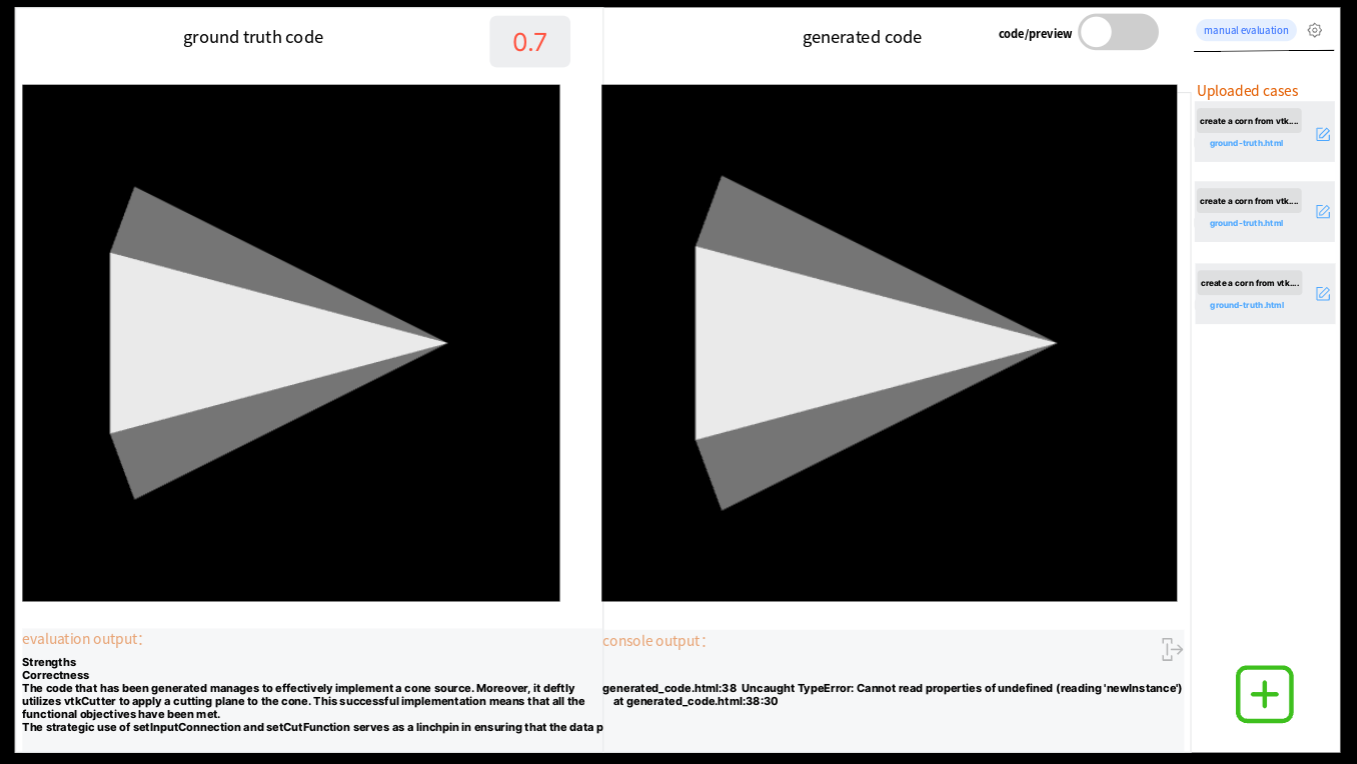 ground truth code
0.7
generated code
code/preview
manual evaluation
Uploaded cases
create a corn from vtk....
ground-truth.html
create a corn from vtk....
ground-truth.html
create a corn from vtk....
ground-truth.html
evaluation output:
Strengths
Correctness
The code that has been generated manages to effectively implement a cone source. Moreover, it deftly
utilizes vtkCutter to apply a cutting plane to the cone. This successful implementation means that all the
functional objectives have been met.
The strategic use of setInputConnection and setCutFunction serves as a linchpin in ensuring that the data p
console output:
generated_code.html:38 Uncaught TypeError: Cannot read properties of undefined (reading 'newInstance')
at generated_code.html:38:30